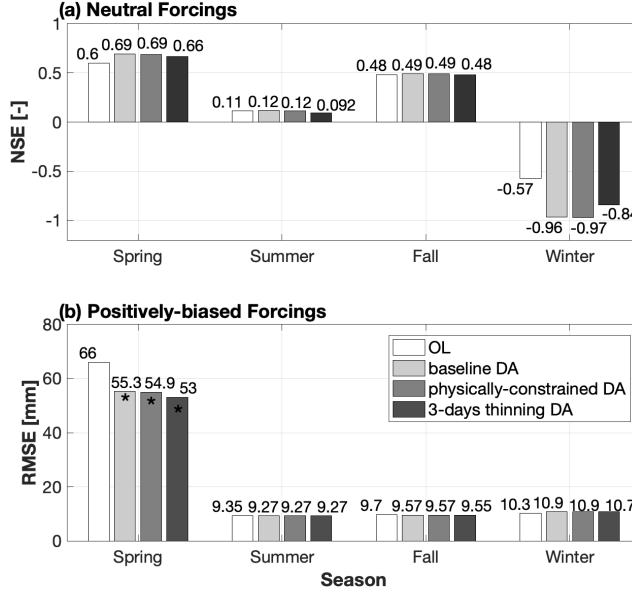 (a) Neutral Forcings
NSE [-]
1
0.5
0
-0.5
-1
0.6 0.69 0.69 0.66
0.11 0.12 0.12 0.092
0.48 0.49 0.49 0.48
-0.57 -0.96 -0.97 -0.84
Spring Summer Fall Winter
(b) Positively-biased Forcings
RMSE [mm]
80
60
40
20
0
66 55.3 54.9 53
* * *
9.35 9.27 9.27 9.27
9.7 9.57 9.57 9.55
10.3 10.9 10.9 10.7
OL
baseline DA
physically-constrained DA
3-days thinning DA
Spring Summer Fall Winter
Season